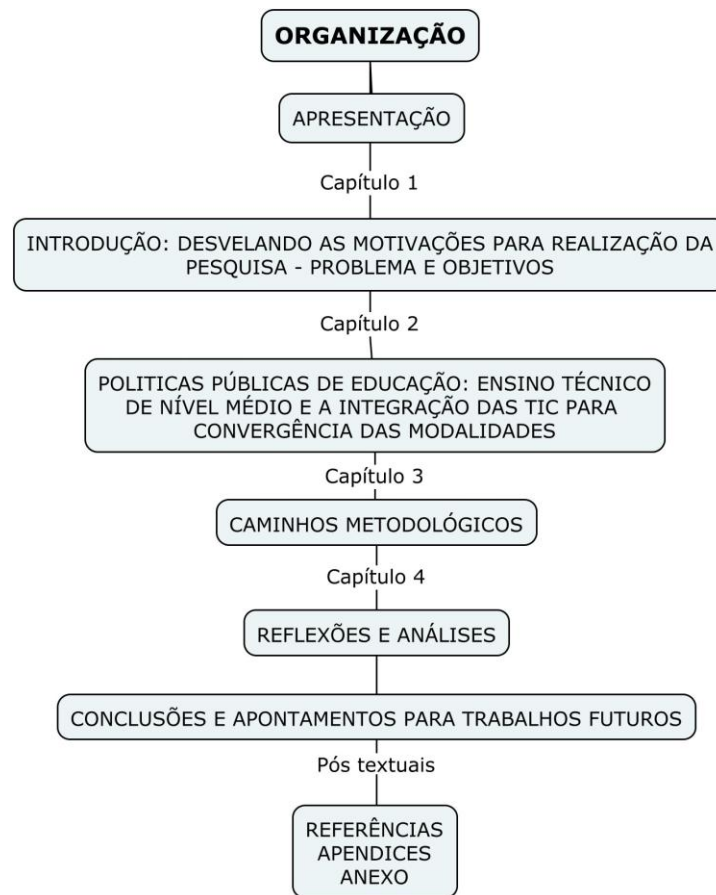 ORGANIZAÇÃO
APRESENTAÇÃO
Capítulo 1
INTRODUÇÃO: DESVELANDO AS MOTIVAÇÕES PARA REALIZAÇÃO DA
PESQUISA - PROBLEMA E OBJETIVOS
Capítulo 2
POLITICAS PÚBLICAS DE EDUCAÇÃO: ENSINO TÉCNICO
DE NÍVEL MÉDIO E A INTEGRAÇÃO DAS TIC PARA
CONVERGÊNCIA DAS MODALIDADES
Capítulo 3
CAMINHOS METODOLÓGICOS
Capítulo 4
REFLEXÕES E ANÁLISES
CONCLUSÕES E APONTAMENTOS PARA TRABALHOS FUTUROS
Pós textuais
REFERÊNCIAS
APENDICES
ANEXO